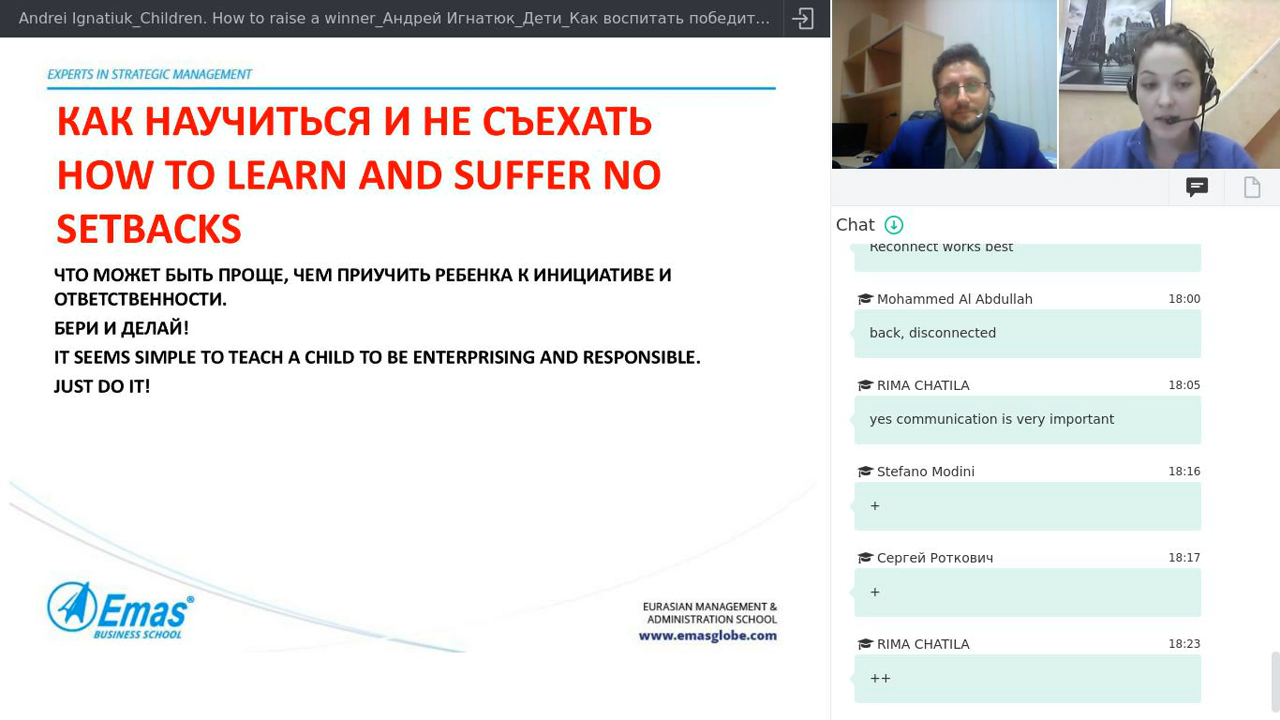 Andrei Ignatiuk_Children. How to raise a winner_Андрей Игнатюк_Дети_Как воспитать победит...
EXPERTS IN STRATEGIC MANAGEMENT
КАК НАУЧИТЬСЯ И НЕ СЪЕХАТЬ
HOW TO LEARN AND SUFFER NO
SETBACKS
ЧТО МОЖЕТ БЫТЬ ПРОЩЕ, ЧЕМ ПРИУЧИТЬ РЕБЕНКА К ИНИЦИАТИВЕ И
ОТВЕТСТВЕННОСТИ.
БЕРИ И ДЕЛАЙ!
IT SEEMS SIMPLE TO TEACH A CHILD TO BE ENTERPRISING AND RESPONSIBLE.
JUST DO IT!
Emas®
BUSINESS SCHOOL
EURASIAN MANAGEMENT &
ADMINISTRATION SCHOOL
www.emasglobe.com
Chat
Reconnect works best
Mohammed Al Abdullah 18:00
back, disconnected
RIMA CHATILA 18:05
yes communication is very important
Stefano Modini 18:16
+
Сергей Роткович 18:17
+
RIMA CHATILA 18:23
++